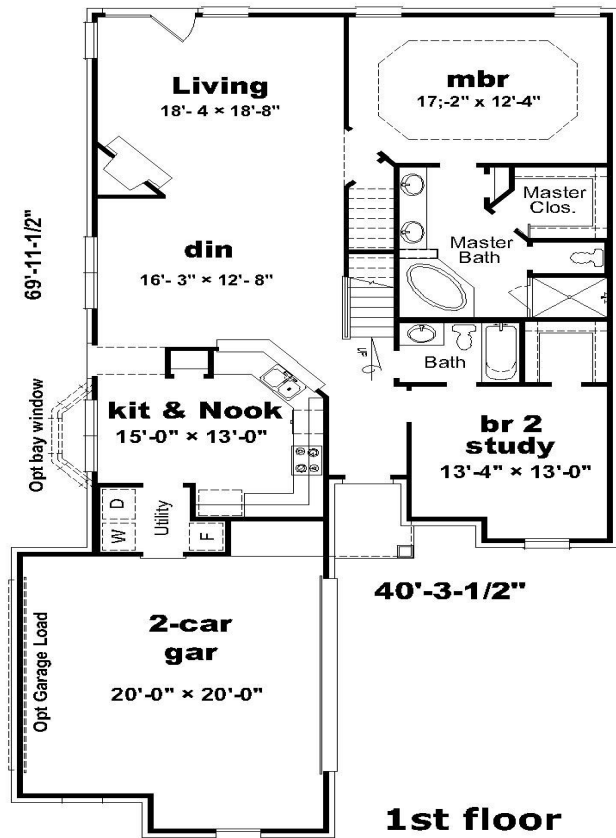 Living
18'- 4 × 18'-8"
mbr
17;-2" x 12'-4"
Master
Clos.
Master
Bath
69'-11-1/2"
din
16'- 3" × 12'- 8"
Bath
Opt bay window
kit & Nook
15'-0" × 13'-0"
br 2
study
13'-4" × 13'-0"
D
W
Utility
F
40'-3-1/2"
2-car
gar
20'-0" × 20'-0"
Opt Garage Load
1st floor